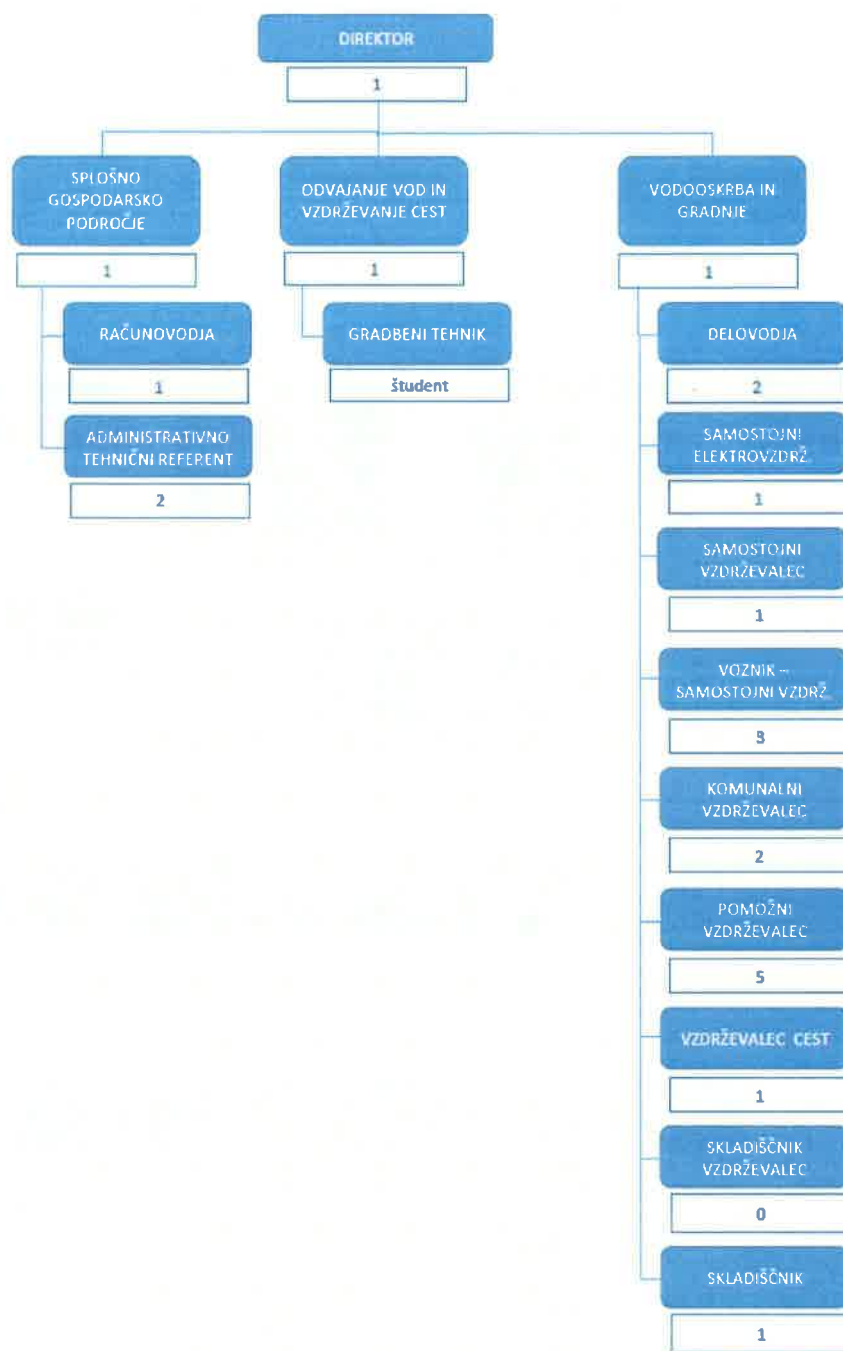 DIREKTOR
1
SPLOŠNO
GOSPODARSKO
PODROČJE
1
RAČUNOVODJA
1
ADMINISTRATIVNO
TEHNIČNI REFERENT
2
ODVAJANJE VOD IN
VZDRŽEVANJE CEST
1
GRADBENI TEHNIK
študent
VODOOSKRBA IN
GRADNJE
1
DELOVODJA
2
SAMOSTOJNI
ELEKTROVZDRŽ.
1
SAMOSTOJNI
VZDRŽEVALEC
1
VOZNIK –
SAMOSTOJNI VZDRŽ.
3
KOMUNALNI
VZDRŽEVALEC
2
POMOŽNI
VZDRŽEVALEC
5
VZDRŽEVALEC CEST
1
SKLADIŠČNIK
VZDRŽEVALEC
0
SKLADIŠČNIK
1